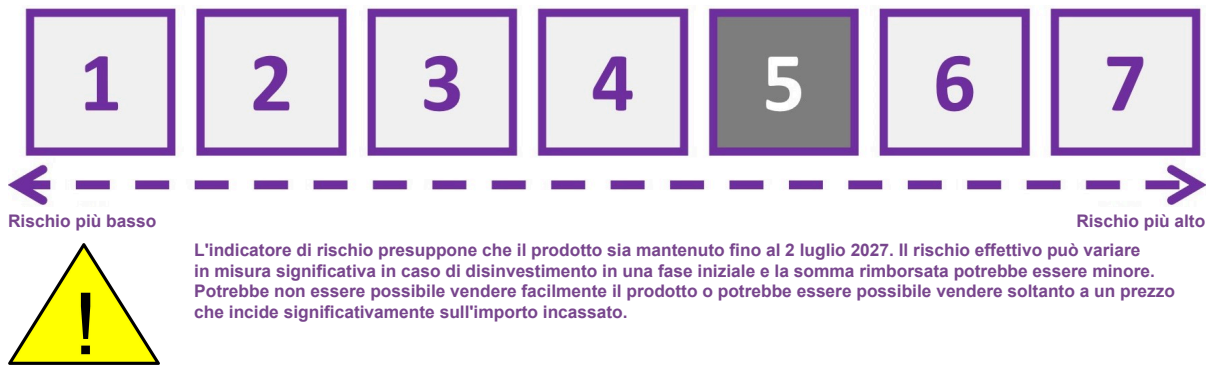 1 2 3 4 5 6 7
Rischio più basso Rischio più alto
L'indicatore di rischio presuppone che il prodotto sia mantenuto fino al 2 luglio 2027. Il rischio effettivo può variare
in misura significativa in caso di disinvestimento in una fase iniziale e la somma rimborsata potrebbe essere minore.
Potrebbe non essere possibile vendere facilmente il prodotto o potrebbe essere possibile vendere soltanto a un prezzo
che incide significativamente sull'importo incassato.
!